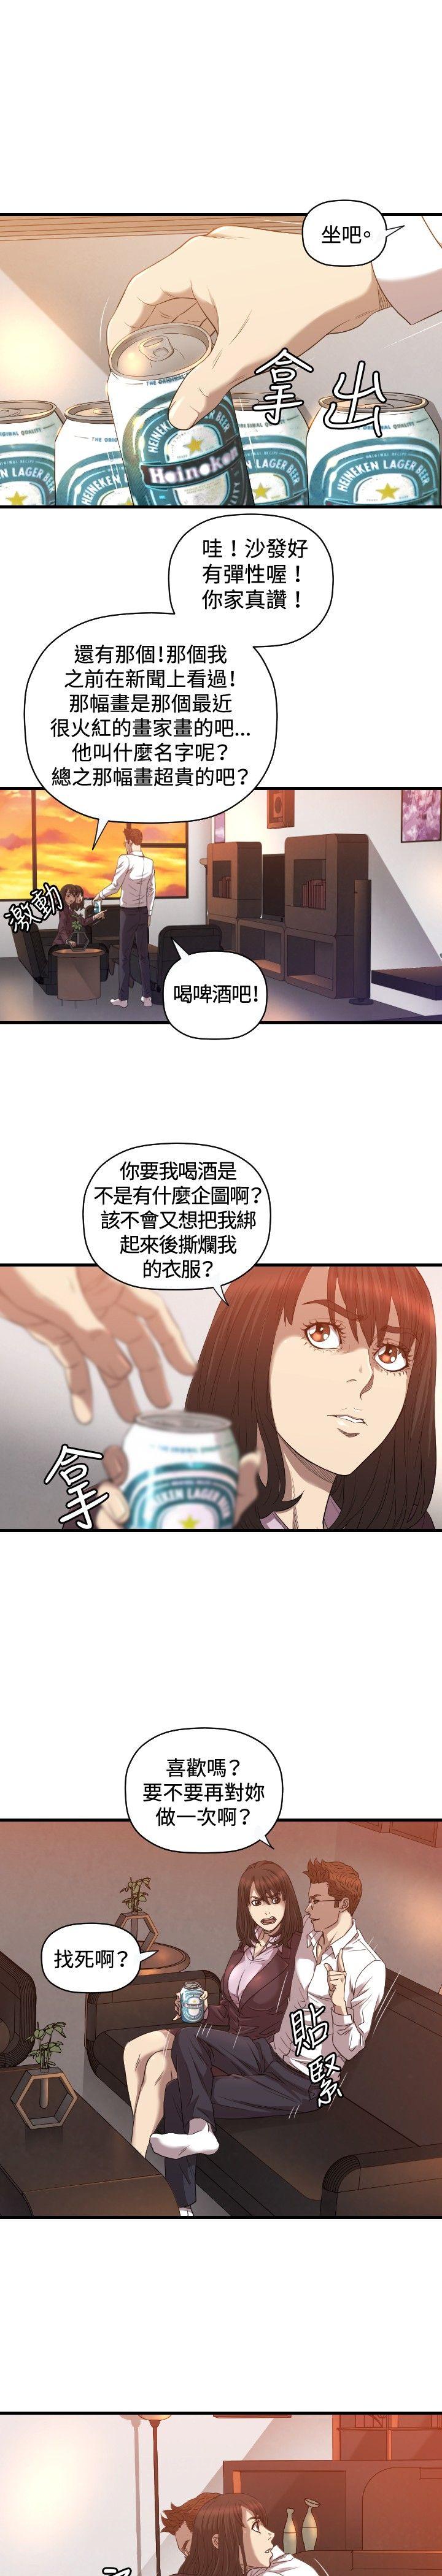 坐吧。
拿出
THE ORIGINAL QUALITY
HEINEKEN LAGER BEER
Heineken
HEINEKEN LAGER BEER
哇！沙發好
有彈性喔！
你家真讚！
還有那個！那個我
之前在新聞上看過！
那幅畫是那個最近
很火紅的畫家畫的吧...
他叫什麼名字呢？
總之那幅畫超貴的吧？
激動
喝啤酒吧！
你要我喝酒是
不是有什麼企圖啊？
該不會又想把我綁
起來後撕爛我
的衣服？
拿
喜歡嗎？
要不要再對妳
做一次啊？
找死啊？
貼緊